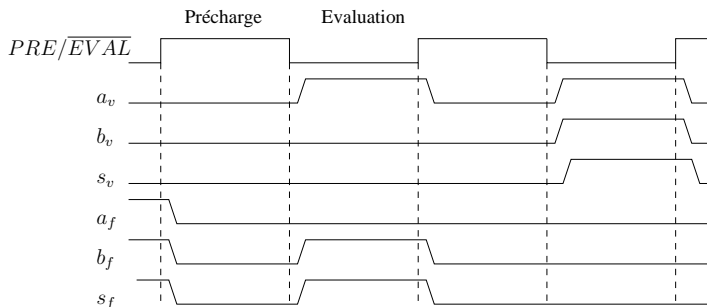 Précharge Evaluation
PRE/EVAL
a_v
b_v
s_v
a_f
b_f
s_f